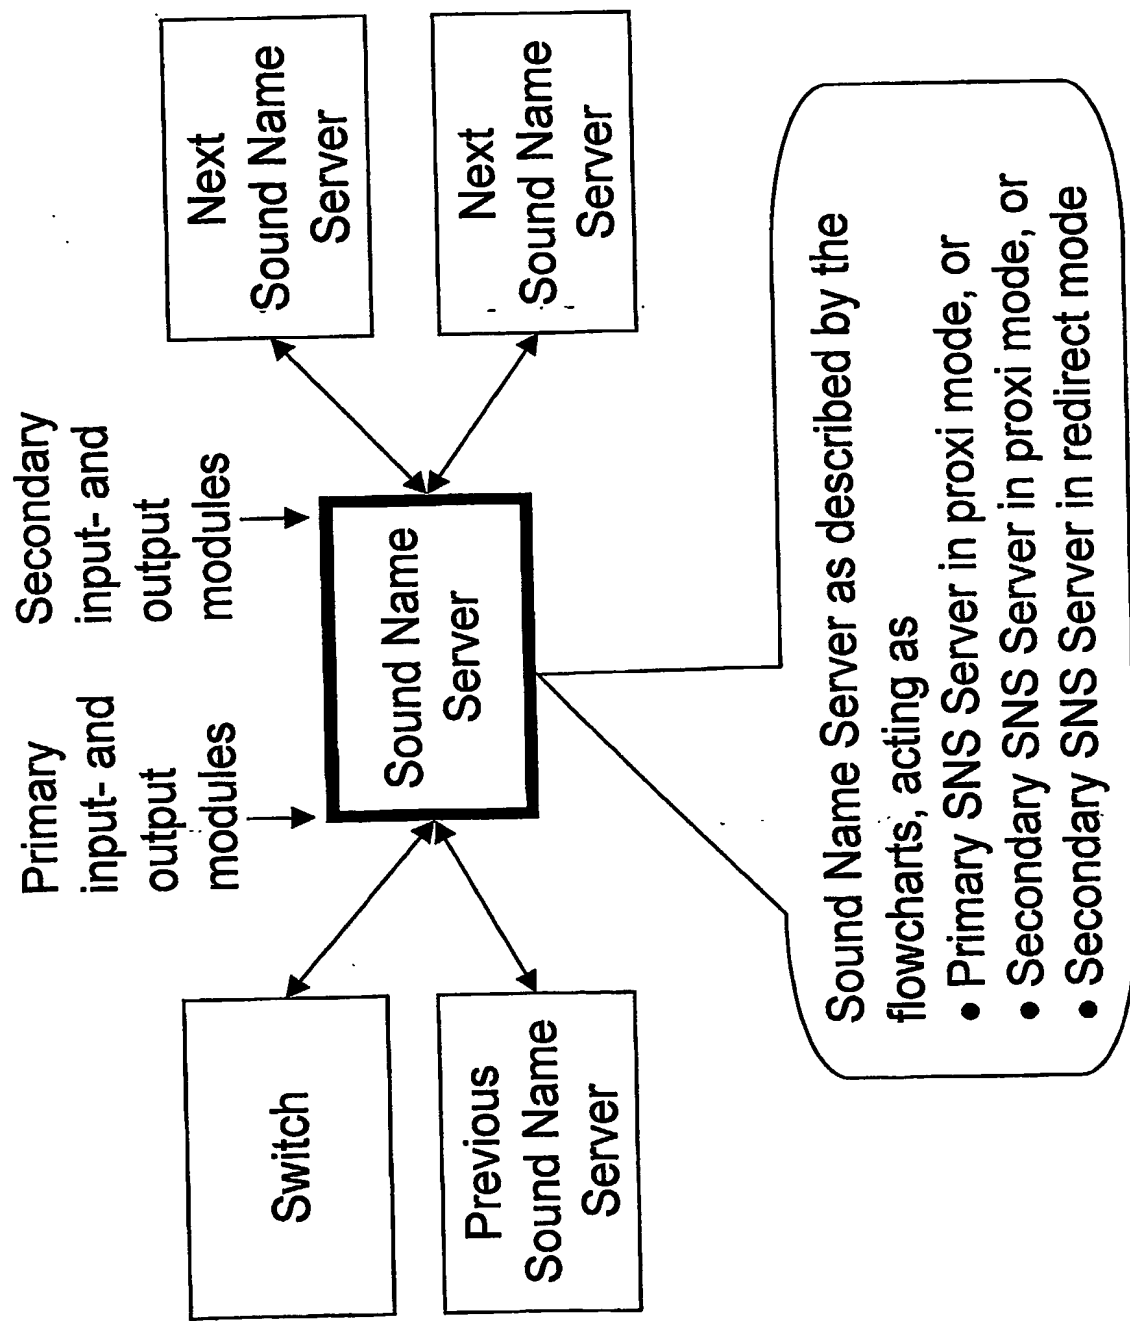 Primary
input- and
output
modules
Secondary
input- and
output
modules
Switch
Previous
Sound Name
Server
Sound Name
Server
Next
Sound Name
Server
Next
Sound Name
Server
Sound Name Server as described by the
flowcharts, acting as
• Primary SNS Server in proxi mode, or
• Secondary SNS Server in proxi mode, or
• Secondary SNS Server in redirect mode